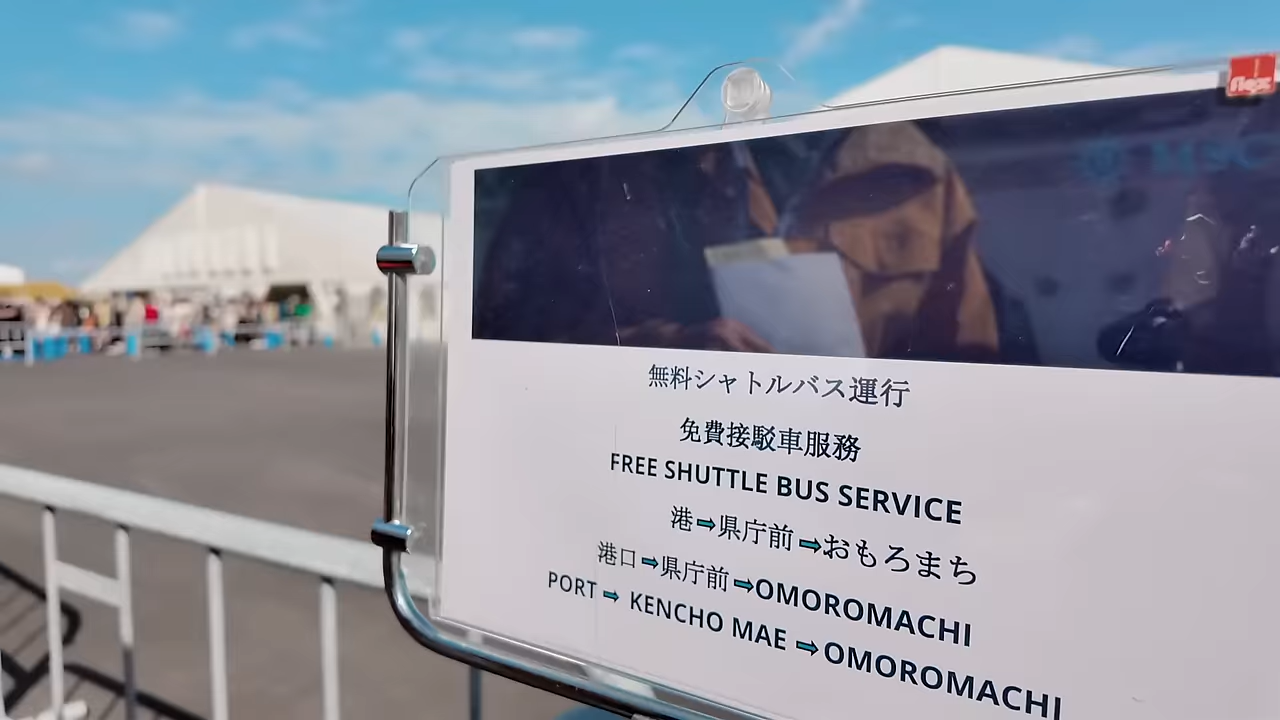 flex
MSC
無料シャトルバス運行
免費接駁車服務
FREE SHUTTLE BUS SERVICE
港➡県庁前➡おもろまち
港口➡県庁前➡OMOROMACHI
PORT➡ KENCHO MAE ➡OMOROMACHI